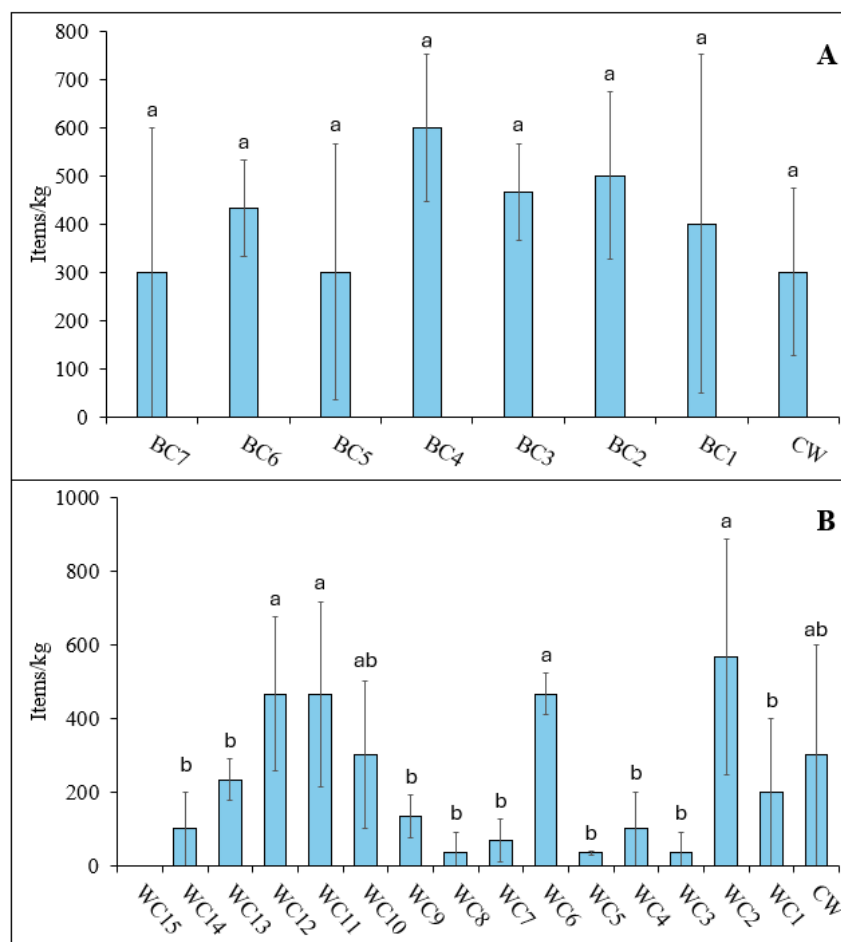 A
Items/kg
800
700
600
500
400
300
200
100
0
a a a a a a a a
BC7 BC6 BC5 BC4 BC3 BC2 BC1 CW
B
Items/kg
1000
800
600
400
200
0
b b a a ab b b b a b b b a b ab
WC15 WC14 WC13 WC12 WC11 WC10 WC9 WC8 WC7 WC6 WC5 WC4 WC3 WC2 WC1 CW